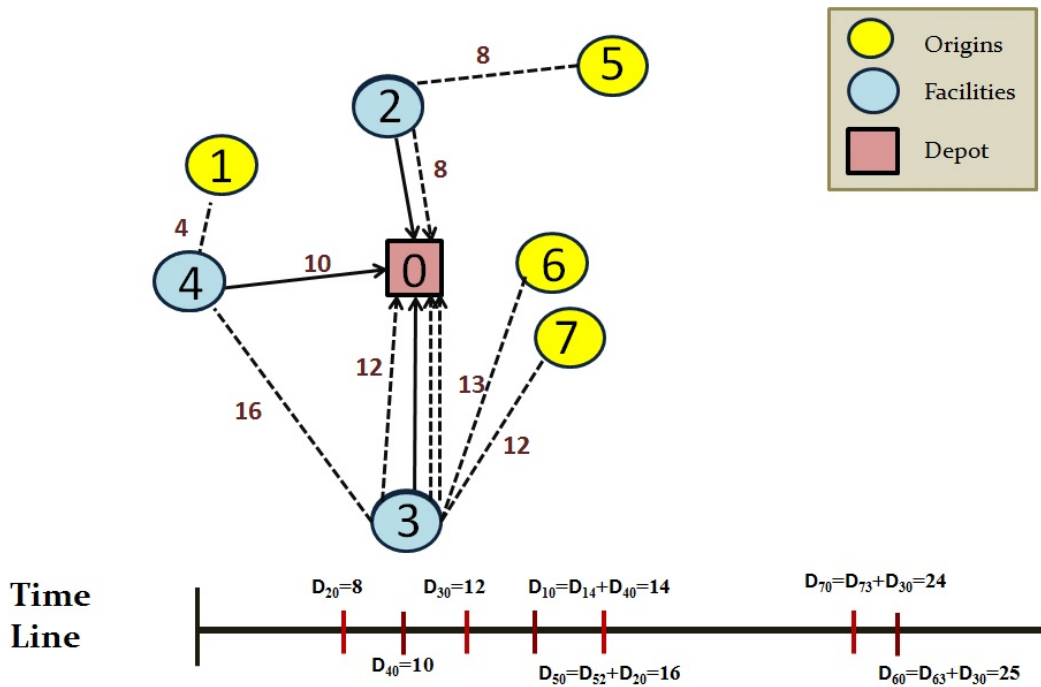 8
5
Origins
2
Facilities
1
8
Depot
4
10
0
6
4
7
12
13
16
12
3
D20=8
D30=12
D10=D14+D40=14
D70=D73+D30=24
Time
Line
D40=10
D50=D52+D20=16
D60=D63+D30=25